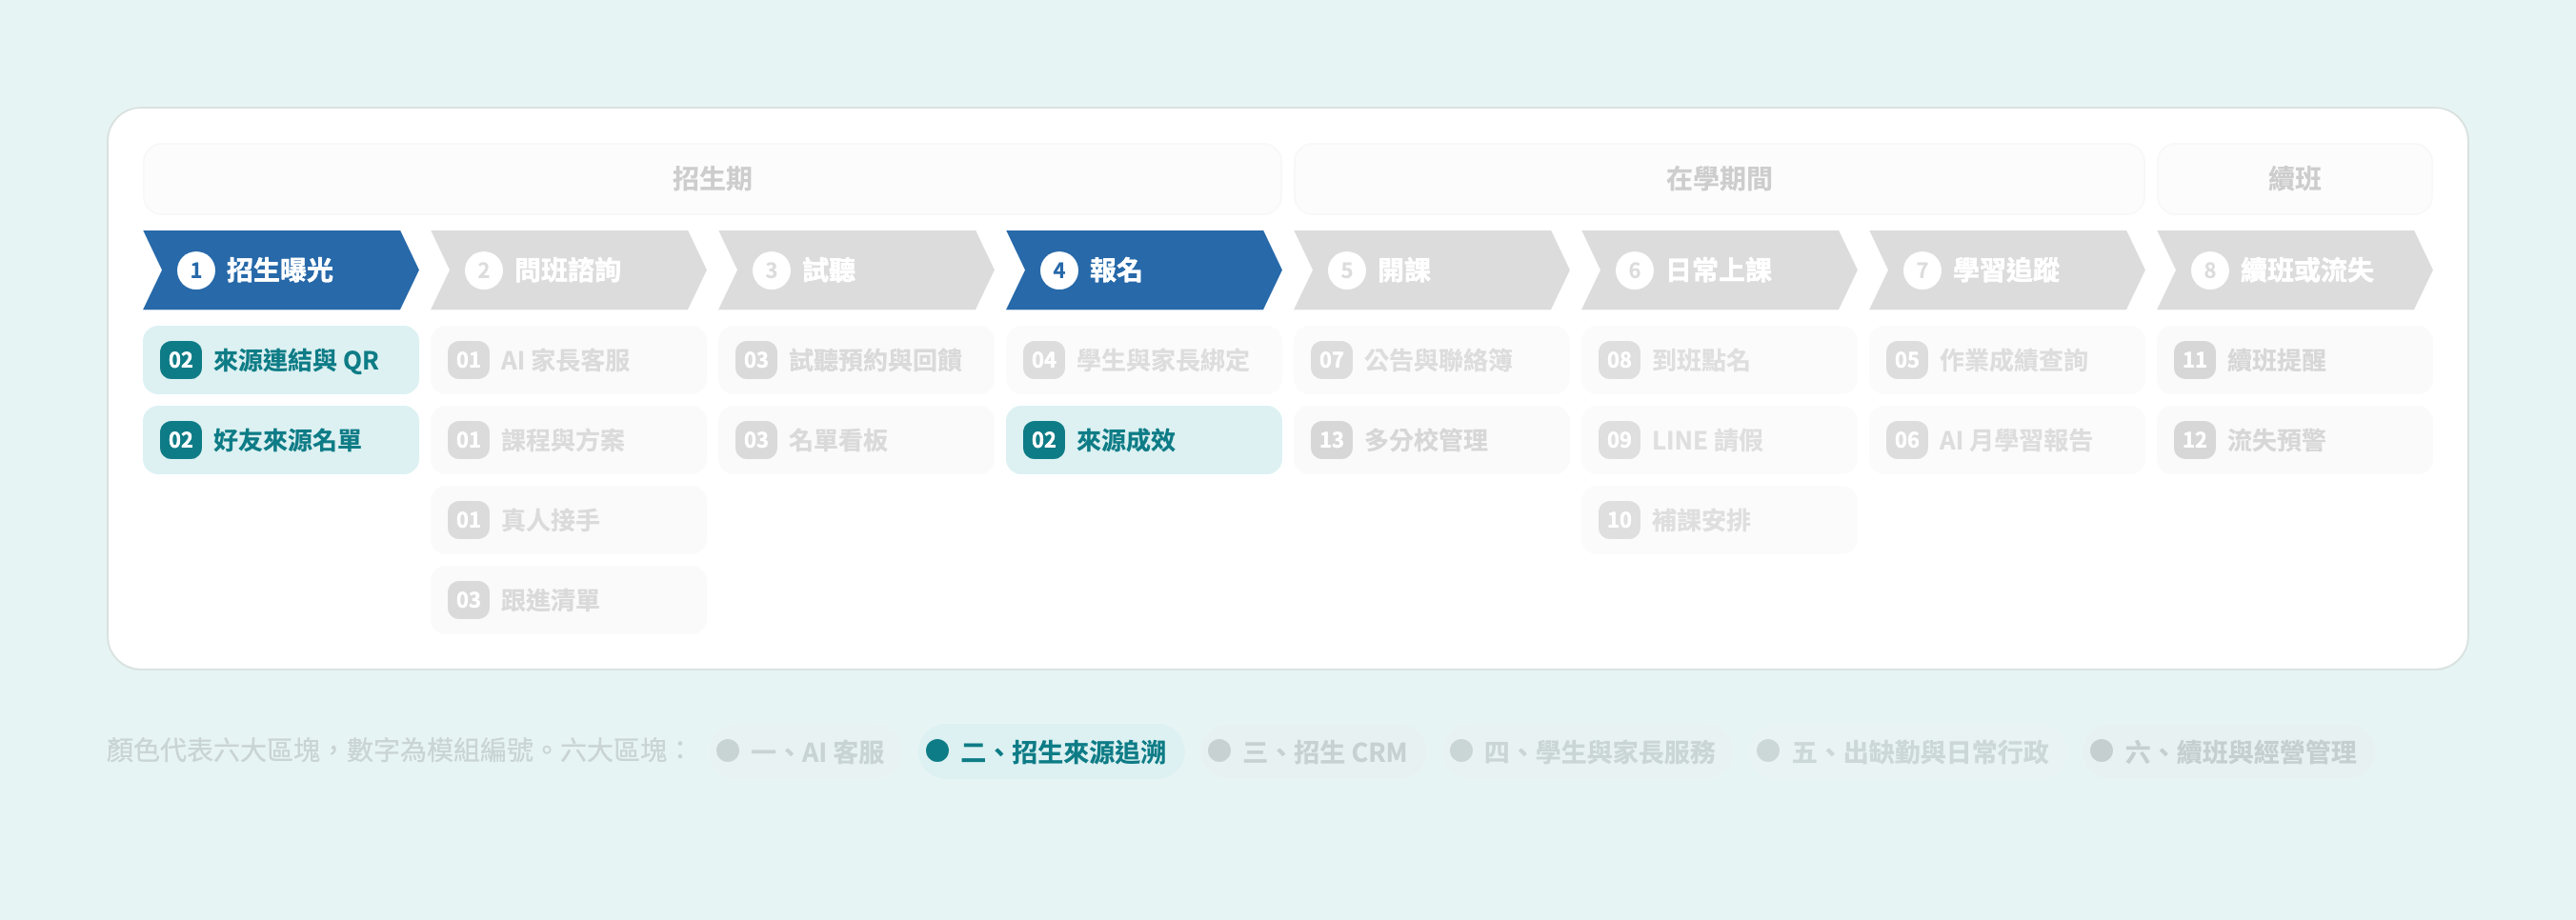 招生期
在學期間
續班
1 招生曝光
2 問班諮詢
3 試聽
4 報名
5 開課
6 日常上課
7 學習追蹤
8 續班或流失
02 來源連結與 QR
01 AI 家長客服
03 試聽預約與回饋
04 學生與家長綁定
07 公告與聯絡簿
08 到班點名
05 作業成績查詢
11 續班提醒
02 好友來源名單
01 課程與方案
03 名單看板
02 來源成效
13 多分校管理
09 LINE 請假
06 AI 月學習報告
12 流失預警
01 真人接手
10 補課安排
03 跟進清單
顏色代表六大區塊，數字為模組編號。六大區塊：
一、AI 客服
二、招生來源追溯
三、招生 CRM
四、學生與家長服務
五、出缺勤與日常行政
六、續班與經營管理